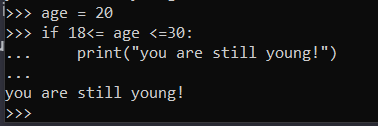 >>> age = 20
>>> if 18<= age <=30:
...     print("you are still young!")
...
you are still young!
>>>